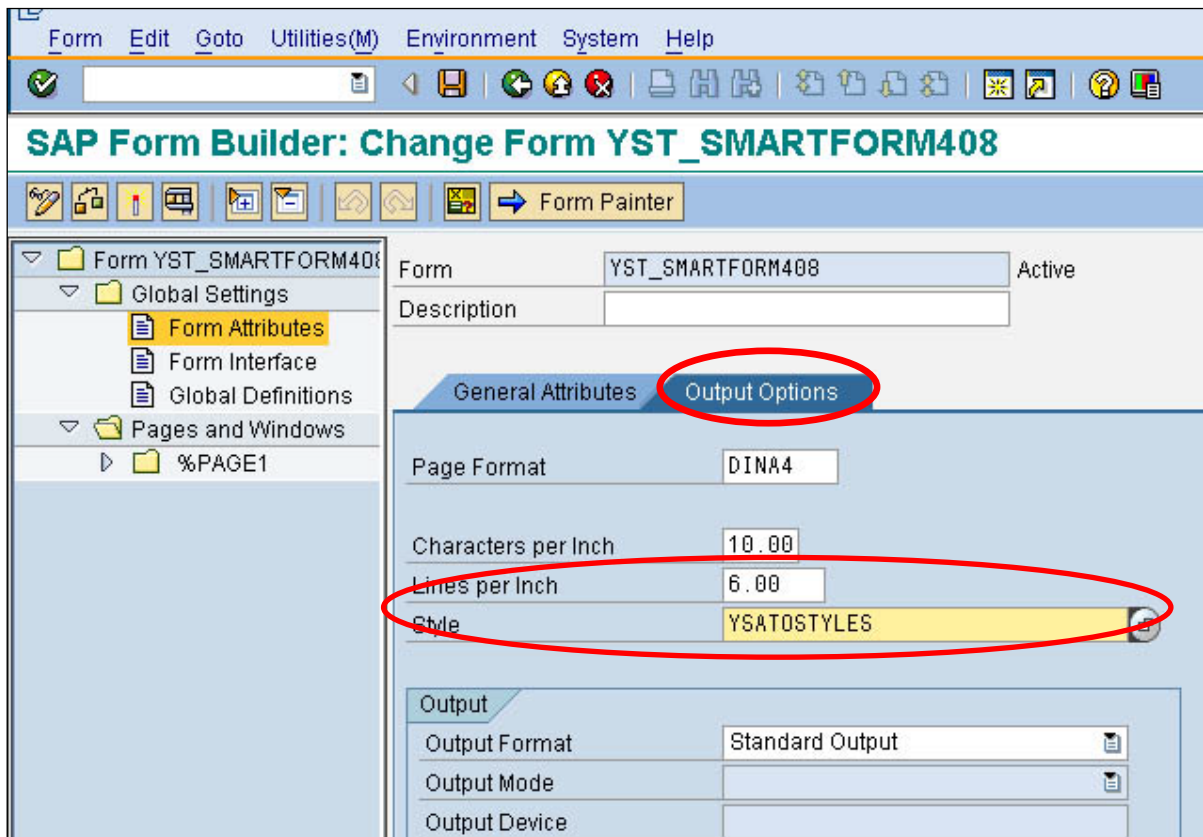 Form Edit Goto Utilities(M) Environment System Help
SAP Form Builder: Change Form YST_SMARTFORM408
Form Painter
Form YST_SMARTFORM408
Global Settings
Form Attributes
Form Interface
Global Definitions
Pages and Windows
%PAGE1
Form YST_SMARTFORM408 Active
Description
General Attributes Output Options
Page Format DINA4
Characters per Inch 10.00
Lines per Inch 6.00
Style YSATOSTYLES
Output
Output Format Standard Output
Output Mode
Output Device